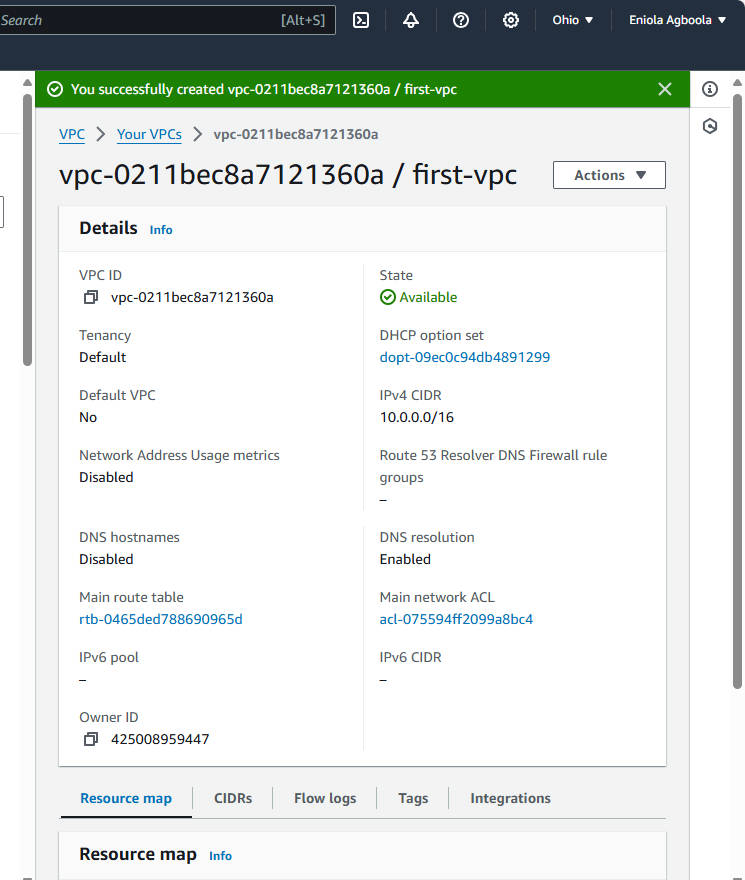 Search [Alt+S] Ohio Eniola Agboola
You successfully created vpc-0211bec8a7121360a / first-vpc
VPC Your VPCs vpc-0211bec8a7121360a
vpc-0211bec8a7121360a / first-vpc Actions
Details Info
VPC ID
vpc-0211bec8a7121360a
State
Available
Tenancy
Default
DHCP option set
dopt-09ec0c94db4891299
Default VPC
No
IPv4 CIDR
10.0.0.0/16
Network Address Usage metrics
Disabled
Route 53 Resolver DNS Firewall rule
groups
–
DNS hostnames
Disabled
DNS resolution
Enabled
Main route table
rtb-0465ded788690965d
Main network ACL
acl-075594ff2099a8bc4
IPv6 pool
–
IPv6 CIDR
–
Owner ID
425008959447
Resource map CIDRs Flow logs Tags Integrations
Resource map Info